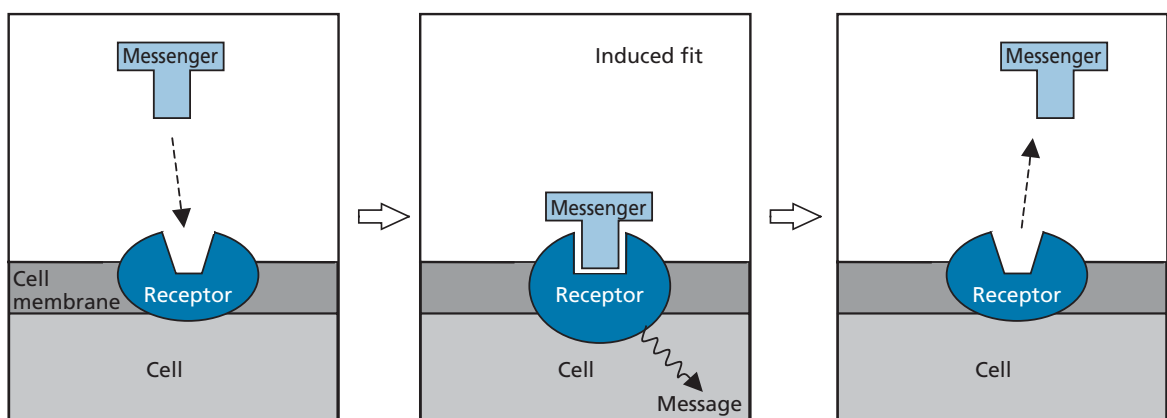 Messenger
Cell
membrane
Receptor
Cell
Induced fit
Messenger
Receptor
Cell
Message
Messenger
Receptor
Cell